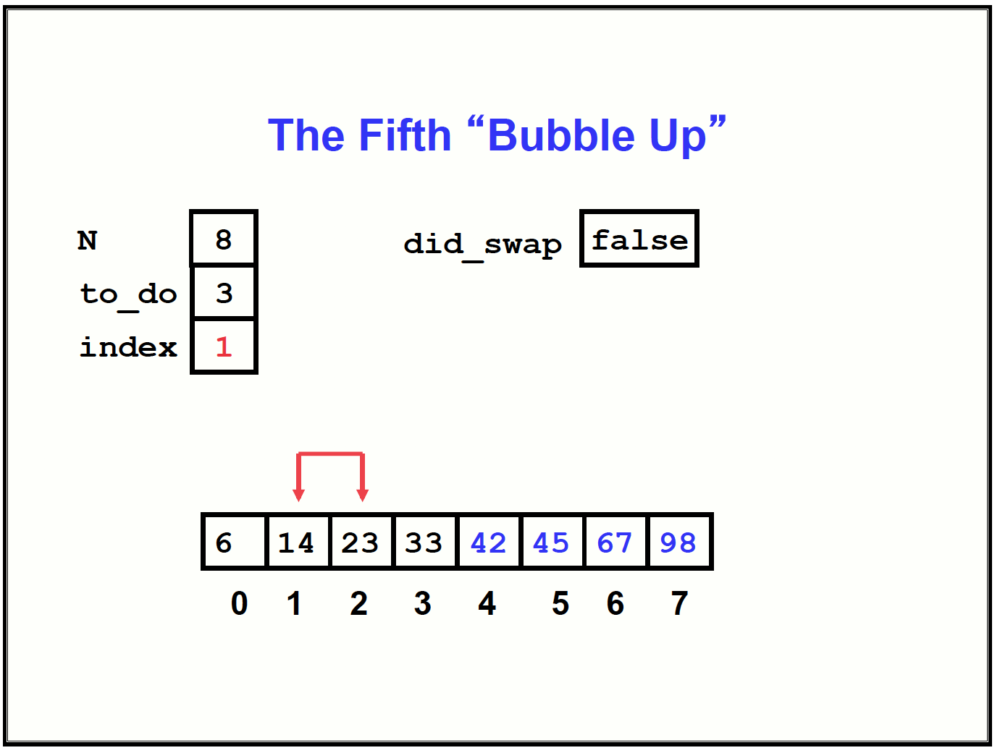 The Fifth “Bubble Up”
N 8 did_swap false
to_do 3
index 1
6 14 23 33 42 45 67 98
0 1 2 3 4 5 6 7